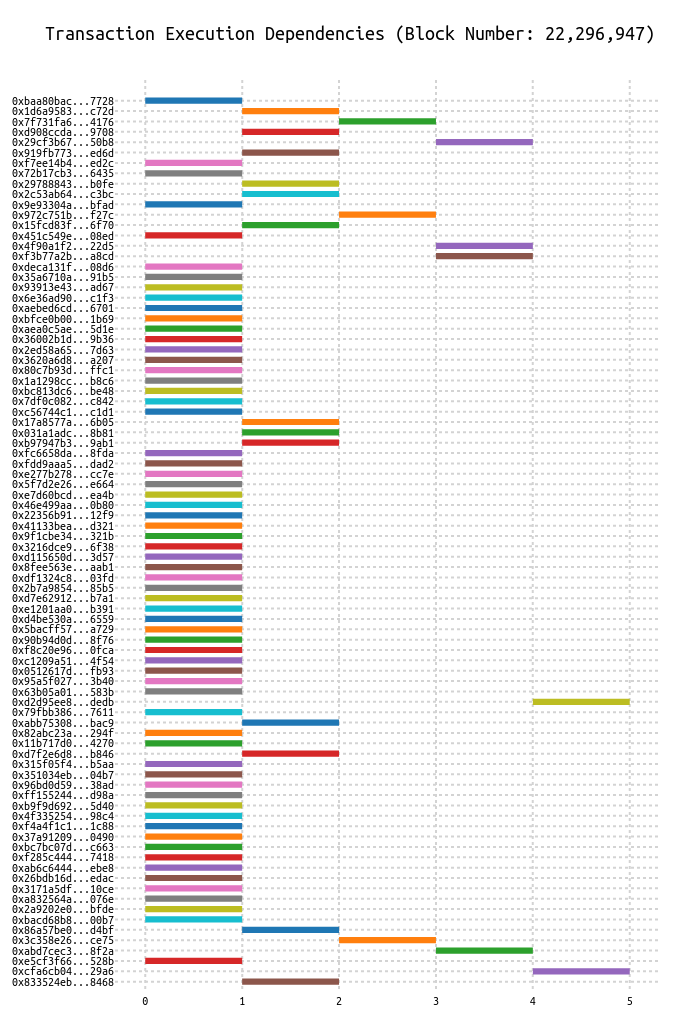 Transaction Execution Dependencies (Block Number: 22,296,947)
0xbaa80bac...7728
0x1d6a9583...c72d
0x7f731fa6...4176
0xd908ccda...9708
0x29cf3b67...50b8
0x919fb773...ed6d
0xf7ee14b4...ed2c
0x72b17cb3...6435
0x29788843...b0fe
0x2c53ab64...c3bc
0x9e93304a...bfad
0x972c751b...f27c
0x15fcd83f...6f70
0x451c549e...08ed
0x4f90a1f2...22d5
0xf3b77a2b...a8cd
0xdeca131f...08d6
0x35a6710a...91b5
0x93913e43...ad67
0x6e36ad90...c1f3
0xaebed6cd...6701
0xbfce0b00...1b69
0xaea0c5ae...5d1e
0x36002b1d...9b36
0x2ed58a65...7d63
0x3620a6d8...a207
0x80c7b93d...ffc1
0x1a1298cc...b8c6
0xbc813dc6...be48
0x7df0c082...c842
0xc56744c1...c1d1
0x17a8577a...6b05
0x031a1adc...8b81
0xb97947b3...9ab1
0xfc6658da...8fda
0xfdd9aaa5...dad2
0xe277b278...cc7e
0x5f7d2e26...e664
0xe7d60bcd...ea4b
0x46e499aa...0b80
0x22356b91...12f9
0x41133bea...d321
0x9f1cbe34...321b
0x3216dce9...6f38
0xd115650d...3d57
0x8fee563e...aab1
0xdf1324c8...03fd
0x2b7a9854...85b5
0xd7e62912...b7a1
0xe1201aa0...b391
0xd4be530a...6559
0x5bacff57...a729
0x90b94d0d...8f76
0xf8c20e96...0fca
0xc1209a51...4f54
0x0512617d...fb93
0x95a5f027...3b40
0x63b05a01...583b
0xd2d95ee8...dedb
0x79fbb386...7611
0xabb75308...bac9
0x82abc23a...294f
0x11b717d0...4270
0xd7f2e6d8...b846
0x315f05f4...b5aa
0x351034eb...04b7
0x96bd0d59...38ad
0xff155244...d98a
0xb9f9d692...5d40
0x4f335254...98c4
0xf4a4f1c1...1c88
0x37a91209...0490
0xbc7bc07d...c663
0xf285c444...7418
0xab6c6444...ebe8
0x26bdb16d...edac
0x3171a5df...10ce
0xa832564a...076e
0x2a9202e0...bfde
0xbacd68b8...00b7
0x86a57be0...d4bf
0x3c358e26...ce75
0xabd7cec3...8f2a
0xe5cf3f66...528b
0xcfa6cb04...29a6
0x833524eb...8468
0 1 2 3 4 5